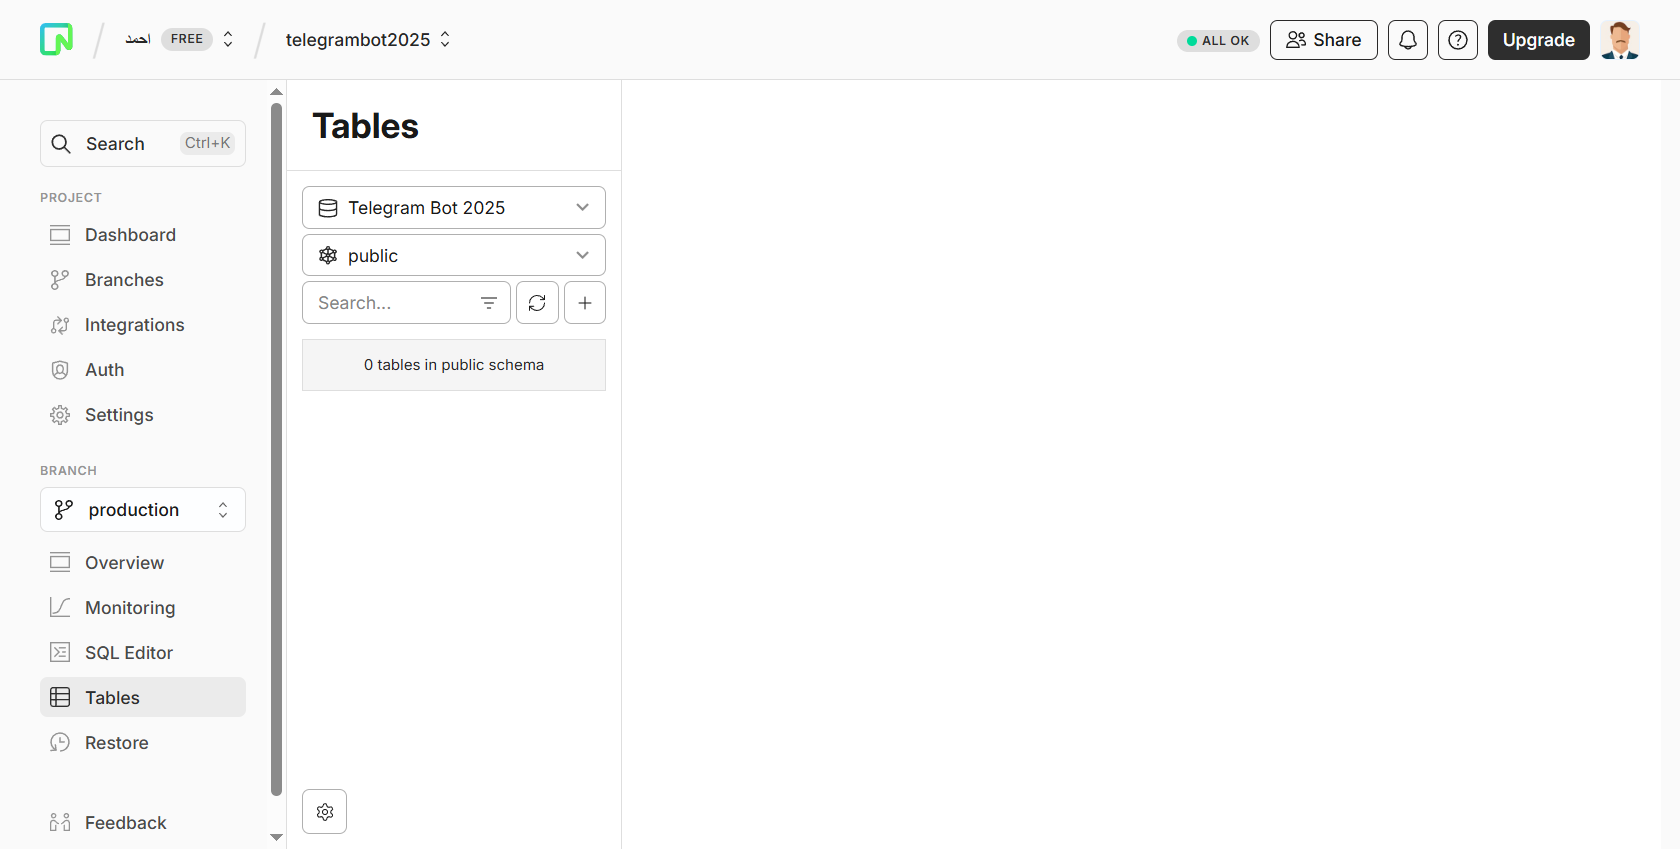 احمد FREE telegrambot2025 ALL OK Share Upgrade
Search Ctrl+K
PROJECT
Dashboard
Branches
Integrations
Auth
Settings
BRANCH
production
Overview
Monitoring
SQL Editor
Tables
Restore
Feedback
Tables
Telegram Bot 2025
public
Search...
0 tables in public schema